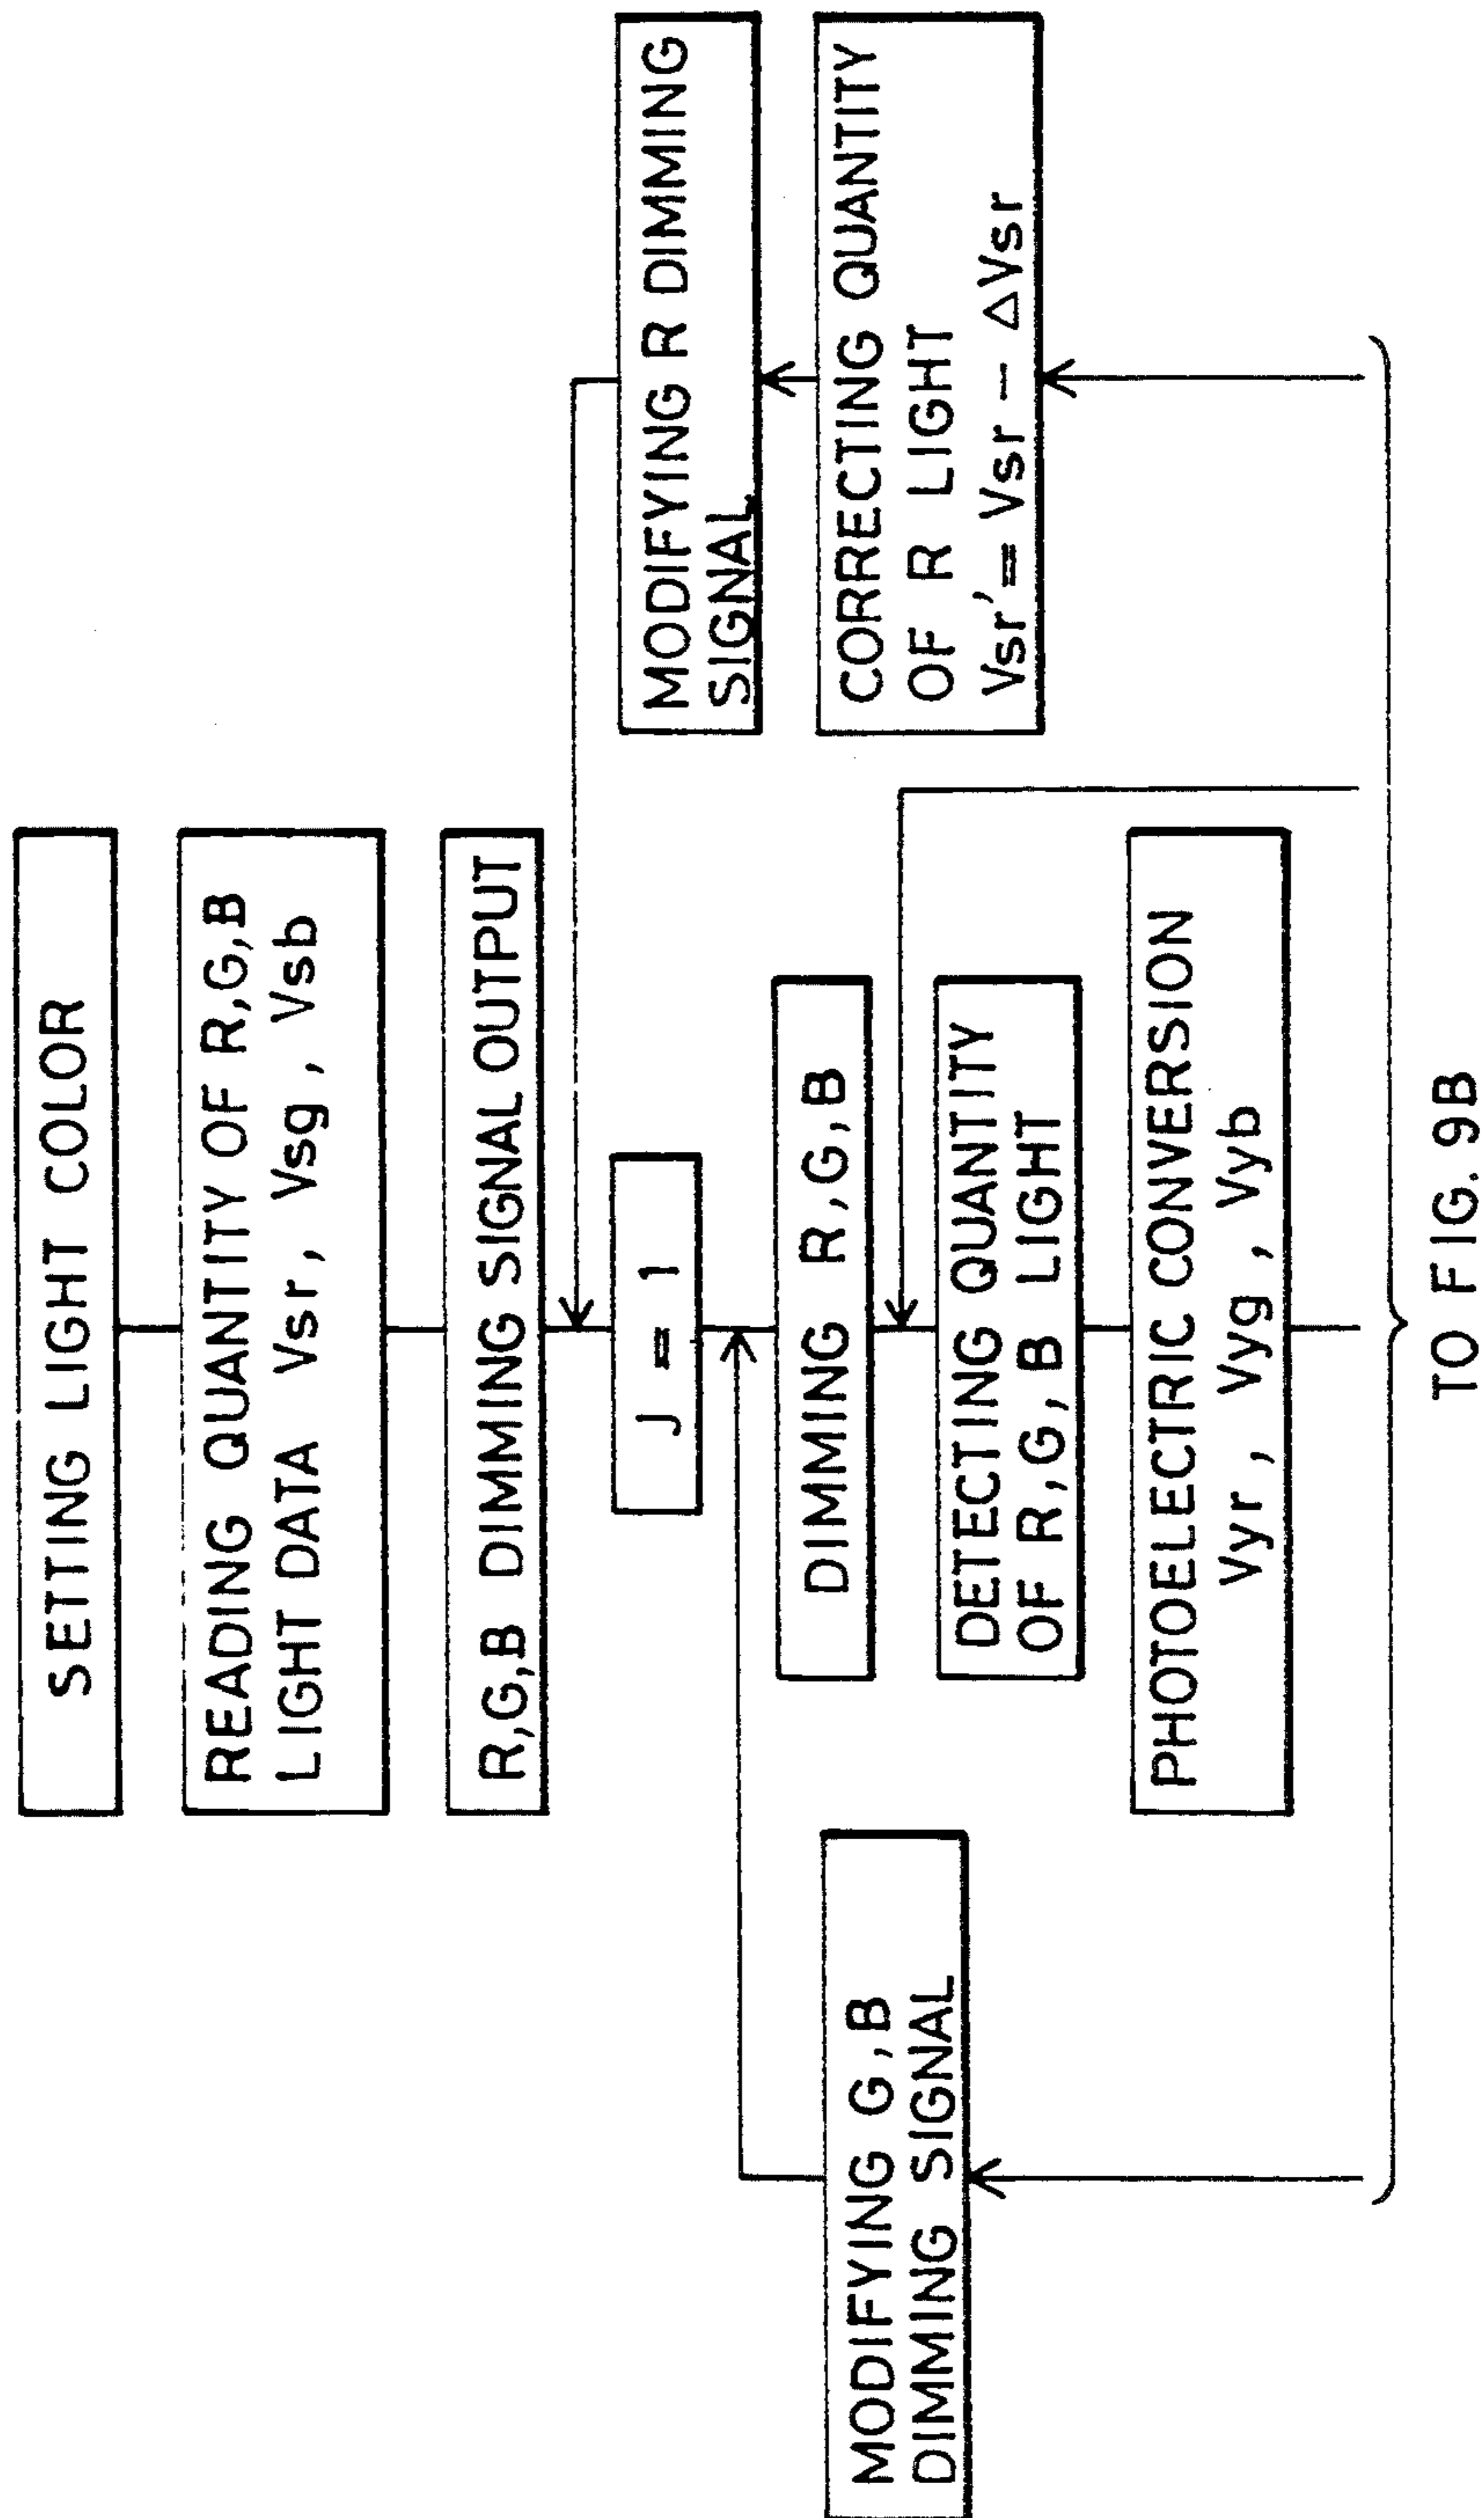 SETTING LIGHT COLOR
READING QUANTITY OF R,G,B
LIGHT DATA Vsr, Vsg, Vsb
R,G,B DIMMING SIGNAL OUTPUT
J = 1
DIMMING R,G,B
DETECTING QUANTITY
OF R,G,B LIGHT
PHOTOELECTRIC CONVERSION
Vyr, Vyg, Vyb
MODIFYING G,B
DIMMING SIGNAL
MODIFYING R DIMMING
SIGNAL
CORRECTING QUANTITY
OF R LIGHT
Vsr' = Vsr - △Vsr
TO FIG. 9B